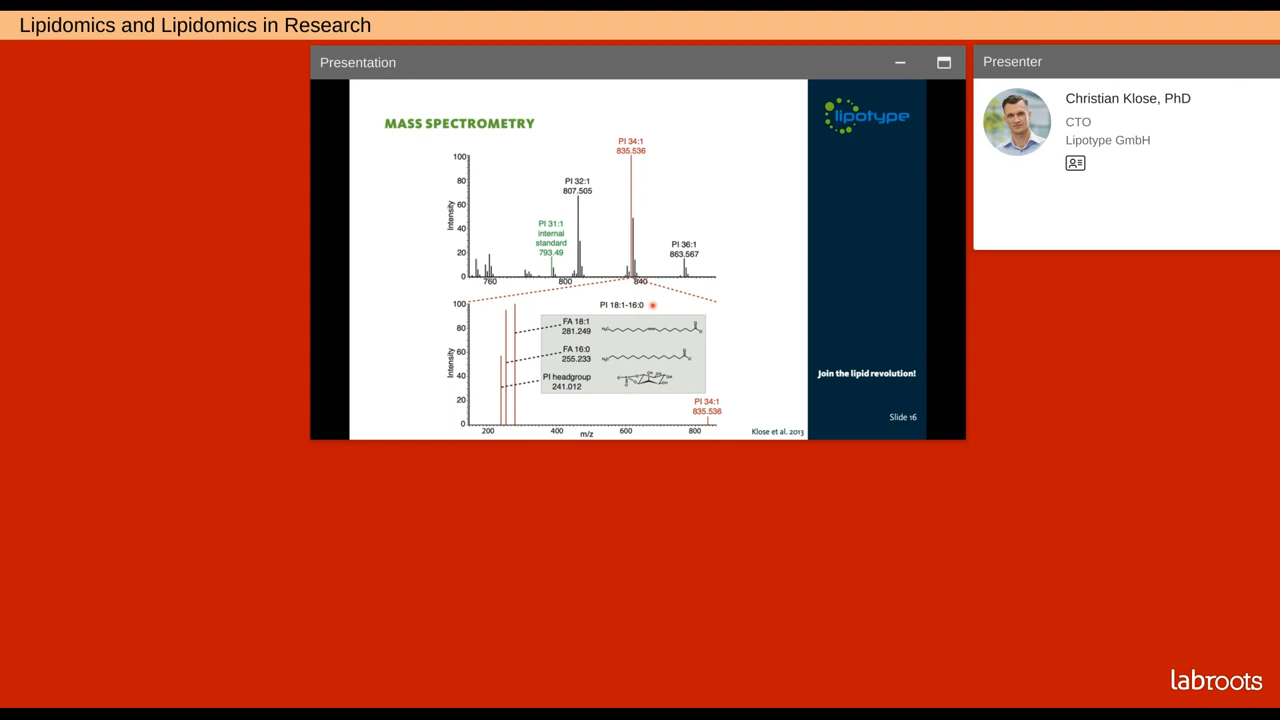 Lipidomics and Lipidomics in Research
Presentation
Presenter
Christian Klose, PhD
CTO
Lipotype GmbH
MASS SPECTROMETRY
lipotype
PI 34:1
835.536
PI 32:1
807.505
PI 31:1
internal
standard
793.49
PI 36:1
863.567
Intensity
100
80
60
40
20
0
760
800
840
PI 18:1-16:0
Intensity
100
80
60
40
20
0
FA 18:1
281.249
FA 16:0
255.233
PI headgroup
241.012
PI 34:1
835.536
200
400
600
800
m/z
Klose et al. 2013
Join the lipid revolution!
Slide 16
labroots